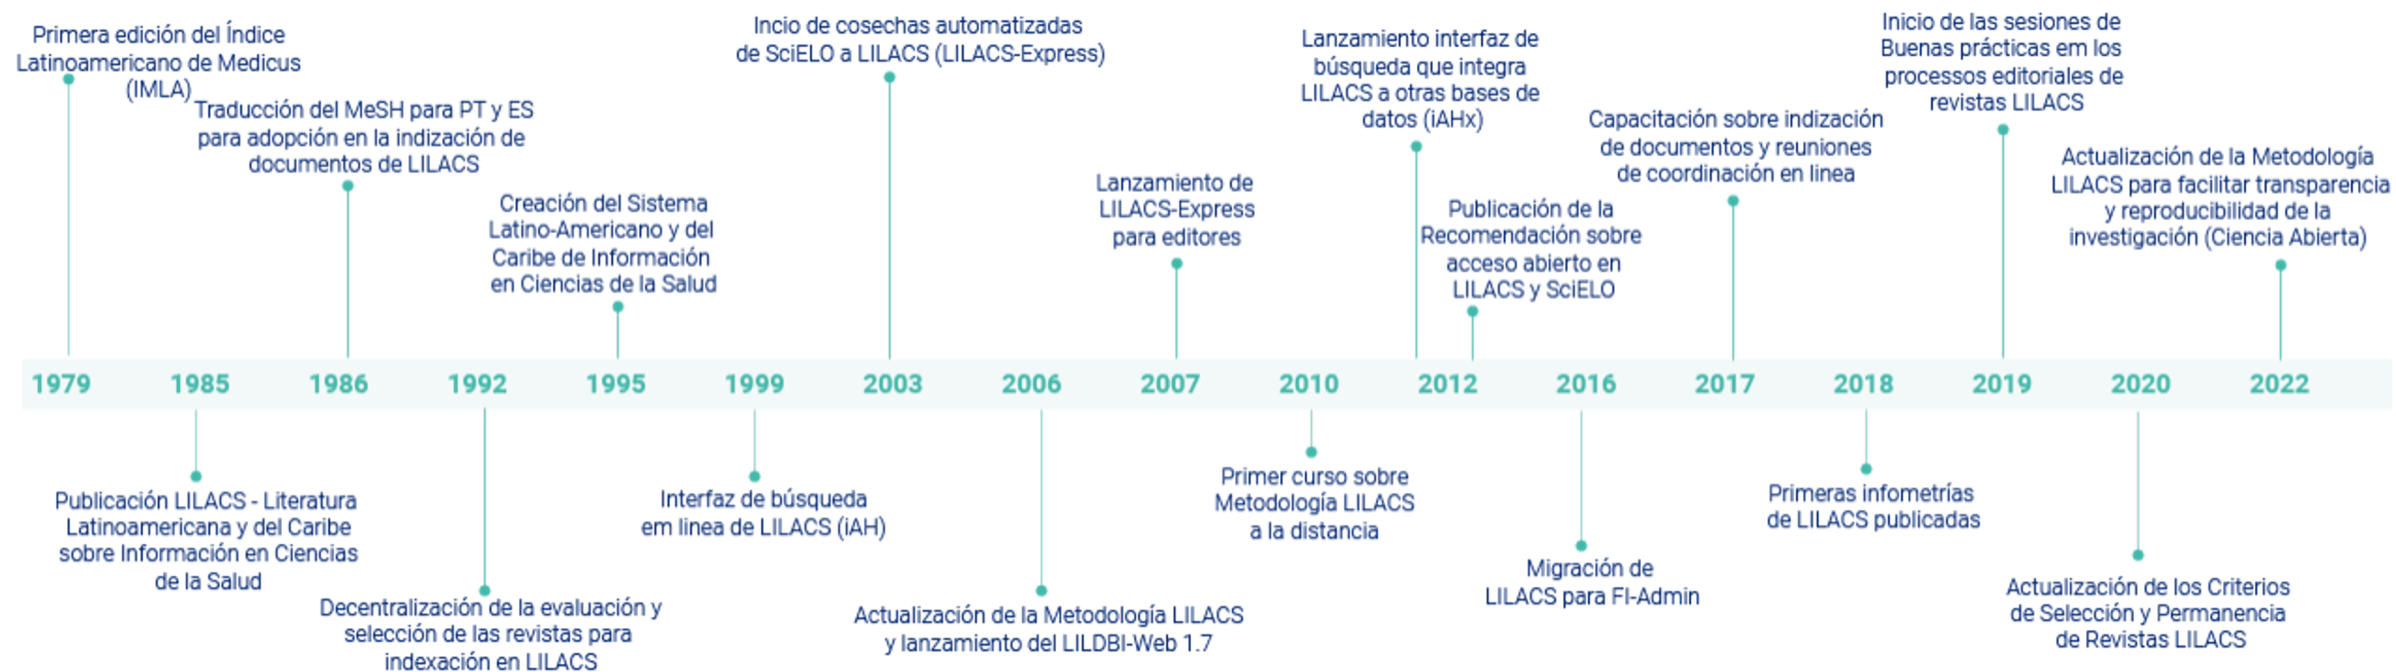 Primera edición del Índice
Latinoamericano de Medicus
(IMLA)
Traducción del MeSH para PT y ES
para adopción en la indización de
documentos de LILACS
Creación del Sistema
Latino-Americano y del
Caribe de Información
en Ciencias de la Salud
Incio de cosechas automatizadas
de SciELO a LILACS (LILACS-Express)
Lanzamiento de
LILACS-Express
para editores
Lanzamiento interfaz de
búsqueda que integra
LILACS a otras bases de
datos (iAHx)
Publicación de la
Recomendación sobre
acceso abierto en
LILACS y SciELO
Capacitación sobre indización
de documentos y reuniones
de coordinación en linea
Inicio de las sesiones de
Buenas prácticas em los
processos editoriales de
revistas LILACS
Actualización de la Metodología
LILACS para facilitar transparencia
y reproducibilidad de la
investigación (Ciencia Abierta)
1979 1985 1986 1992 1995 1999 2003 2006 2007 2010 2012 2016 2017 2018 2019 2020 2022
Publicación LILACS - Literatura
Latinoamericana y del Caribe
sobre Información en Ciencias
de la Salud
Decentralización de la evaluación y
selección de las revistas para
indexación en LILACS
Interfaz de búsqueda
em linea de LILACS (iAH)
Actualización de la Metodología LILACS
y lanzamiento del LILDBI-Web 1.7
Primer curso sobre
Metodología LILACS
a la distancia
Migración de
LILACS para FI-Admin
Primeras infometrías
de LILACS publicadas
Actualización de los Criterios
de Selección y Permanencia
de Revistas LILACS